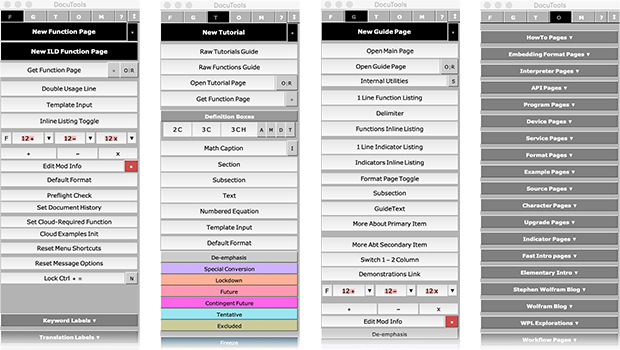 DocuTools
F G T O M ? ↕
New Function Page
New ILD Function Page
Get Function Page + O|R
Double Usage Line
Template Input
Inline Listing Toggle
F 12+ ▼ 12= ▼ 12x ▼
+ – x
Edit Mod Info
Default Format
Preflight Check
Set Document History
Set Cloud-Required Function
Cloud Examples Init
Reset Menu Shortcuts
Reset Message Options
Lock Ctrl + = N
Keyword Labels ▼
Translation Labels ▼
DocuTools
F G T O M ? ↕
New Tutorial
Raw Tutorials Guide
Raw Functions Guide
Open Tutorial Page O|R
Get Function Page +
Definition Boxes
2C 3C 3CH A M D T
Math Caption I
Section
Subsection
Text
Numbered Equation
Template Input
Default Format
De-emphasis
Special Conversion
Lockdown
Future
Contingent Future
Tentative
Excluded
Freeze
DocuTools
F G T O M ? ↕
New Guide Page
Open Main Page
Open Guide Page O|R
Internal Utilities S
1 Line Function Listing
Delimiter
Functions Inline Listing
1 Line Indicator Listing
Indicators Inline Listing
Format Page Toggle
Subsection
GuideText
More About Primary Item
More Abt Secondary Item
Switch 1 – 2 Column
Demonstrations Link
F 12+ ▼ 12= ▼ 12x ▼
+ – x
Edit Mod Info
De-emphasis
DocuTools
F G T O M ? ↕
HowTo Pages ▼
Embedding Format Pages ▼
Interpreter Pages ▼
API Pages ▼
Program Pages ▼
Device Pages ▼
Service Pages ▼
Format Pages ▼
Example Pages ▼
Source Pages ▼
Character Pages ▼
Upgrade Pages ▼
Indicator Pages ▼
Fast Intro pages ▼
Elementary Intro ▼
Stephen Wolfram Blog ▼
Wolfram Blog ▼
WPL Explorations ▼
Workflow Pages ▼